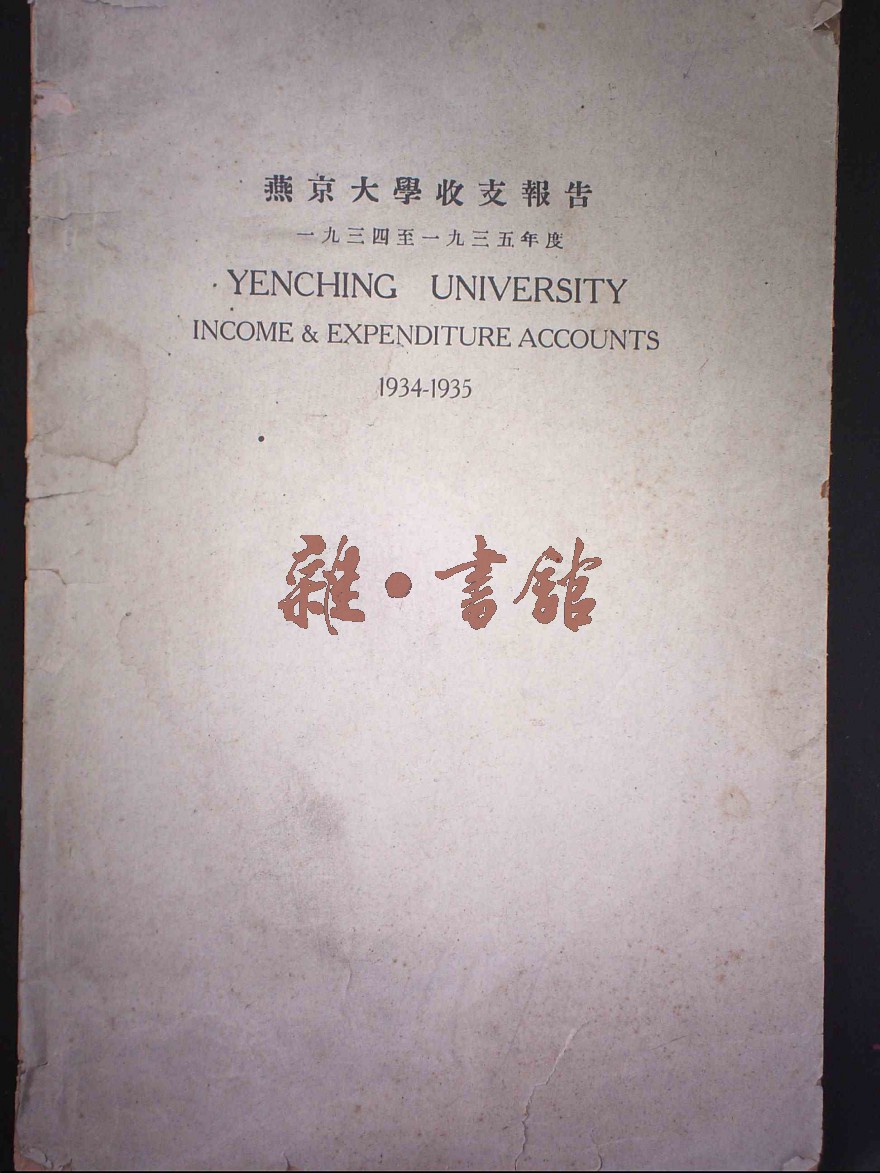 燕京大學收支報告
一九三四至一九三五年度
YENCHING UNIVERSITY
INCOME & EXPENDITURE ACCOUNTS
1934-1935
雜•書館